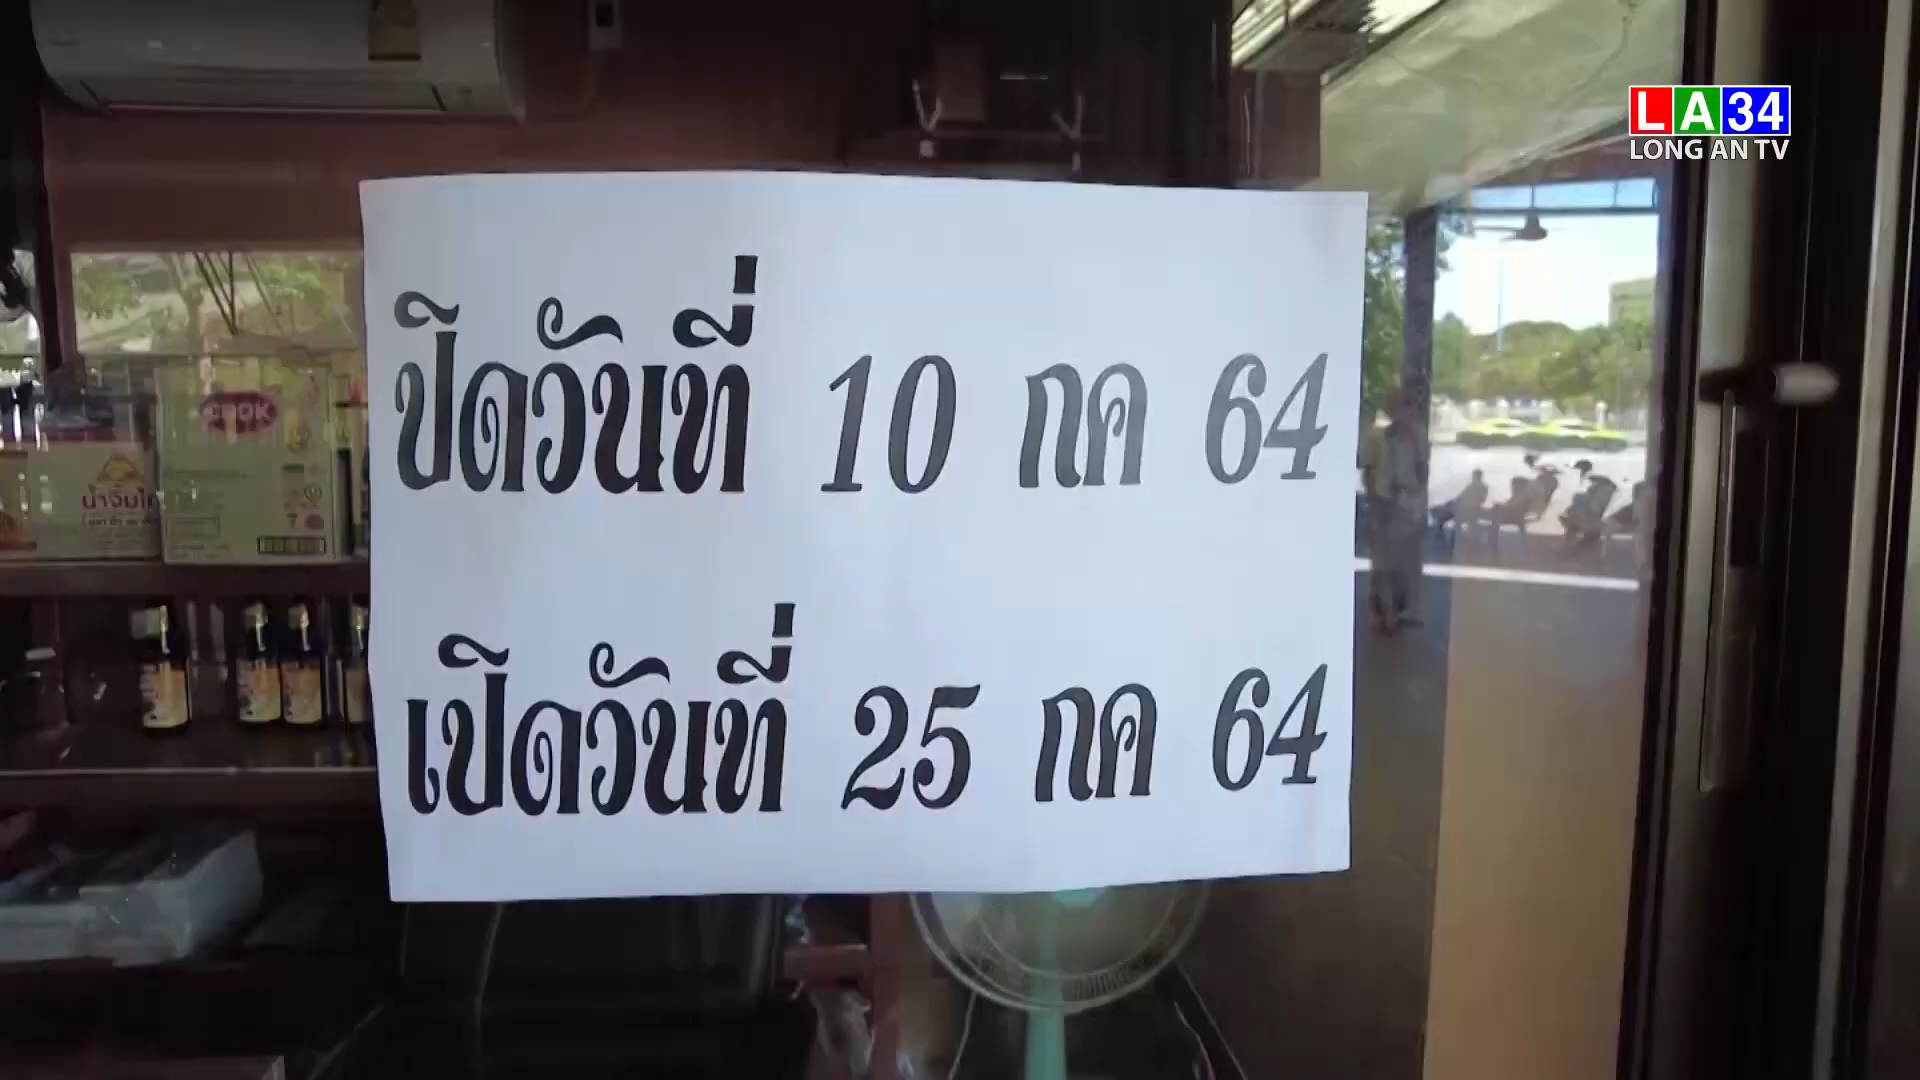 LA34
LONG AN TV
ปิดวันที่ 10 กค 64
เปิดวันที่ 25 กค 64
COOK